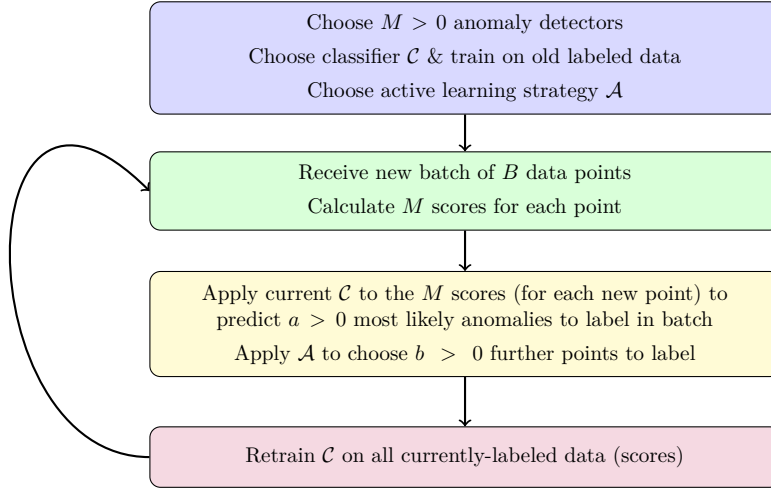 Choose M > 0 anomaly detectors
Choose classifier 𝒞 & train on old labeled data
Choose active learning strategy 𝒜
Receive new batch of B data points
Calculate M scores for each point
Apply current 𝒞 to the M scores (for each new point) to
predict a > 0 most likely anomalies to label in batch
Apply 𝒜 to choose b > 0 further points to label
Retrain 𝒞 on all currently-labeled data (scores)